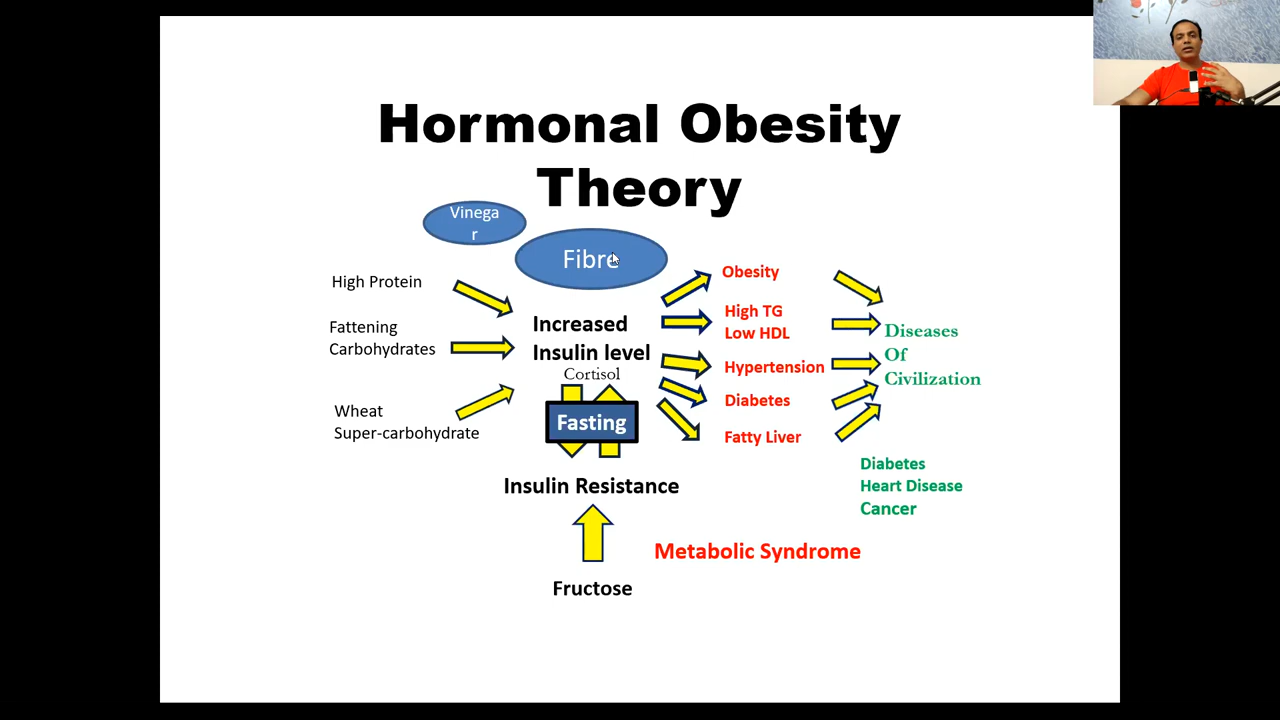 Hormonal Obesity
Theory
Vinega
r
Fibre
High Protein
Fattening
Carbohydrates
Wheat
Super-carbohydrate
Increased
Insulin level
Cortisol
Fasting
Insulin Resistance
Fructose
Obesity
High TG
Low HDL
Hypertension
Diabetes
Fatty Liver
Diseases
Of
Civilization
Diabetes
Heart Disease
Cancer
Metabolic Syndrome